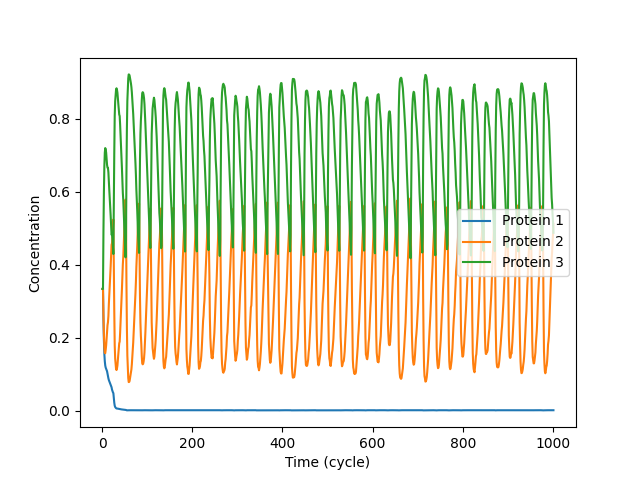 0.8
0.6
0.4
0.2
0.0
Concentration
0
200
400
600
800
1000
Time (cycle)
Protein 1
Protein 2
Protein 3